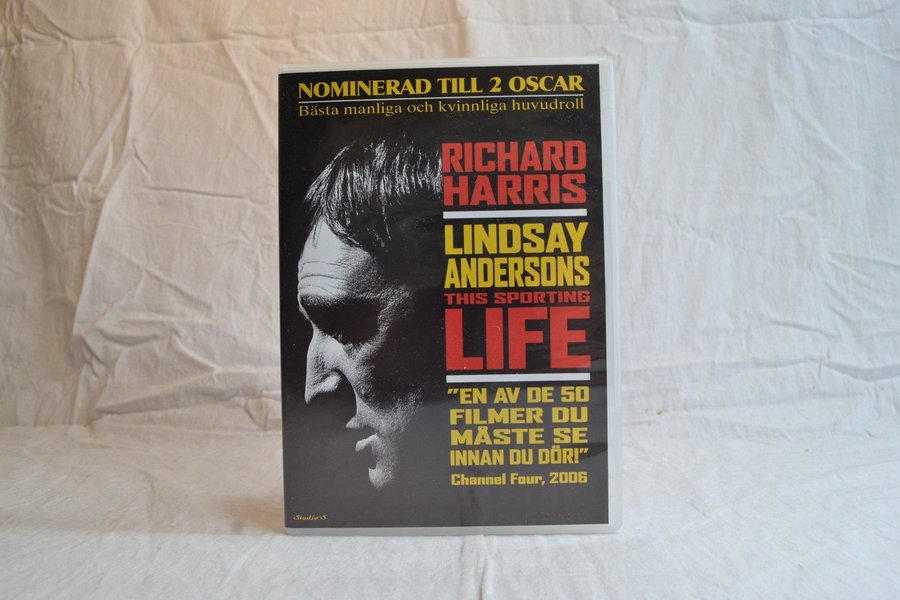 NOMINERAD TILL 2 OSCAR
Bästa manliga och kvinnliga huvudroll
RICHARD
HARRIS
LINDSAY
ANDERSONS
THIS SPORTING
LIFE
"EN AV DE 50
FILMER DU
MÅSTE SE
INNAN DU DÖR!"
Channel Four, 2006
Studio S